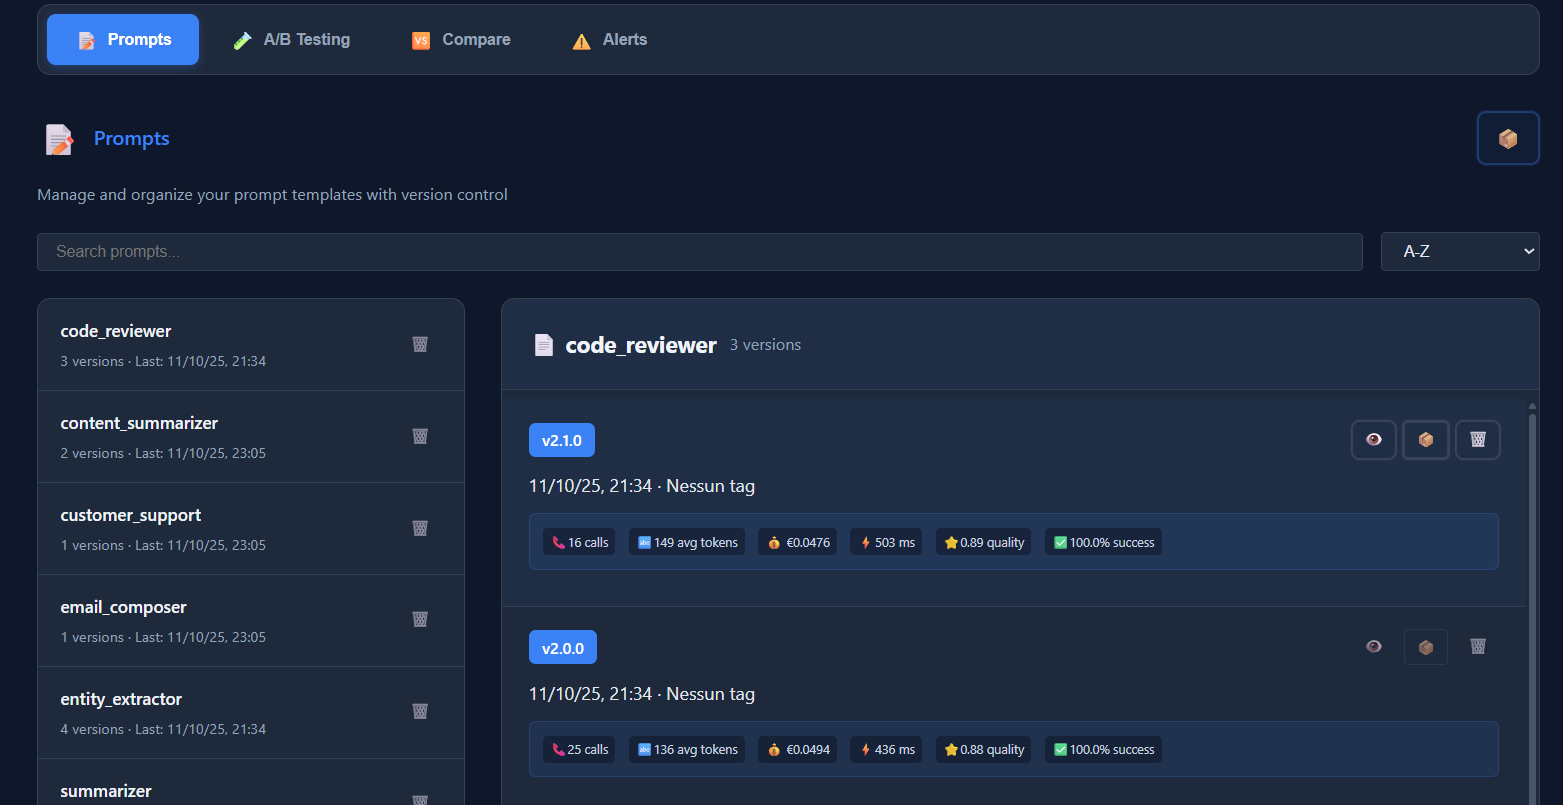 Prompts
A/B Testing
VS Compare
Alerts
Prompts
Manage and organize your prompt templates with version control
Search prompts...
A-Z
code_reviewer
3 versions · Last: 11/10/25, 21:34
content_summarizer
2 versions · Last: 11/10/25, 23:05
customer_support
1 versions · Last: 11/10/25, 23:05
email_composer
1 versions · Last: 11/10/25, 23:05
entity_extractor
4 versions · Last: 11/10/25, 21:34
summarizer
code_reviewer 3 versions
v2.1.0
11/10/25, 21:34 · Nessun tag
16 calls abc 149 avg tokens €0.0476 503 ms 0.89 quality 100.0% success
v2.0.0
11/10/25, 21:34 · Nessun tag
25 calls abc 136 avg tokens €0.0494 436 ms 0.88 quality 100.0% success